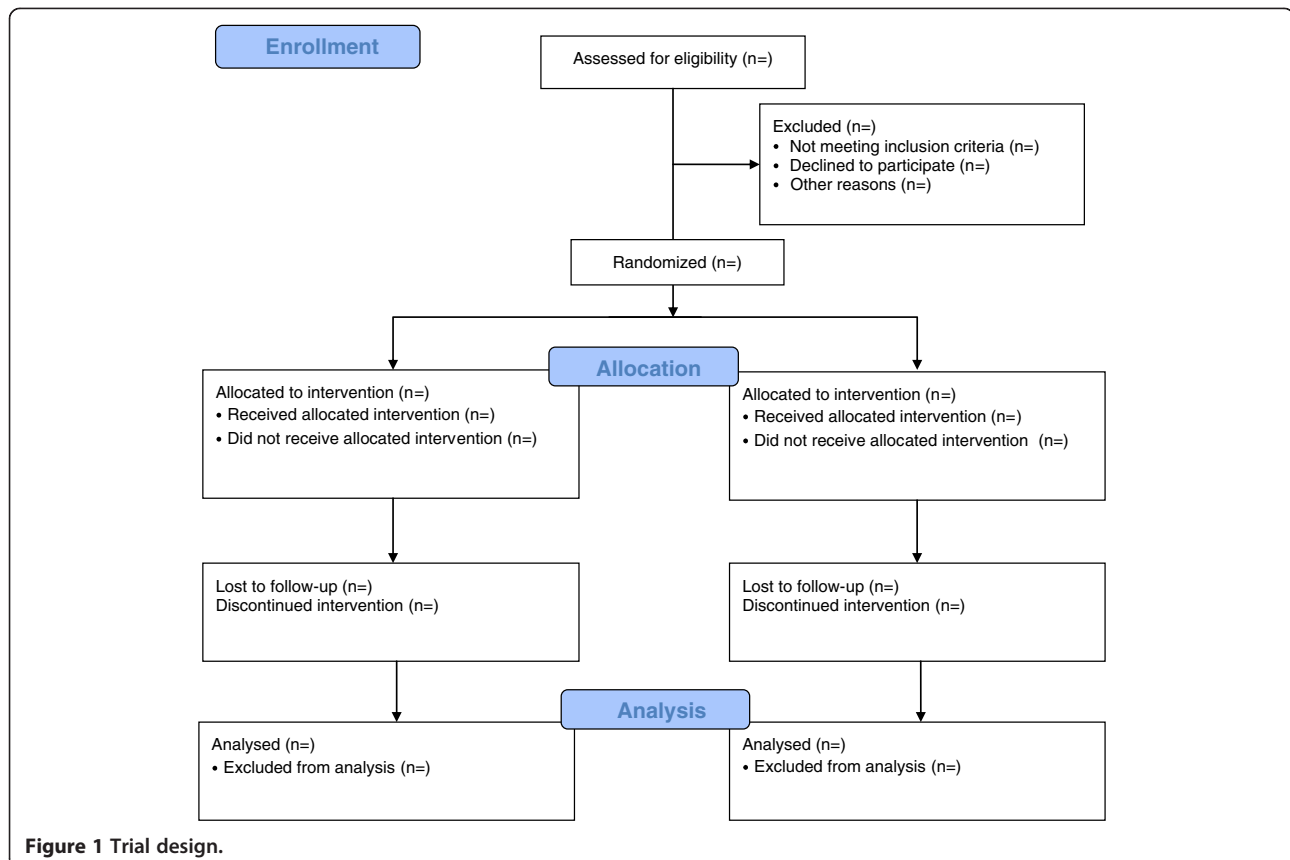 Enrollment
Assessed for eligibility (n=)
Excluded (n=)
• Not meeting inclusion criteria (n=)
• Declined to participate (n=)
• Other reasons (n=)
Randomized (n=)
Allocation
Allocated to intervention (n=)
• Received allocated intervention (n=)
• Did not receive allocated intervention (n=)
Allocated to intervention (n=)
• Received allocated intervention (n=)
• Did not receive allocated intervention (n=)
Lost to follow-up (n=)
Discontinued intervention (n=)
Lost to follow-up (n=)
Discontinued intervention (n=)
Analysis
Analysed (n=)
• Excluded from analysis (n=)
Analysed (n=)
• Excluded from analysis (n=)
Figure 1 Trial design.